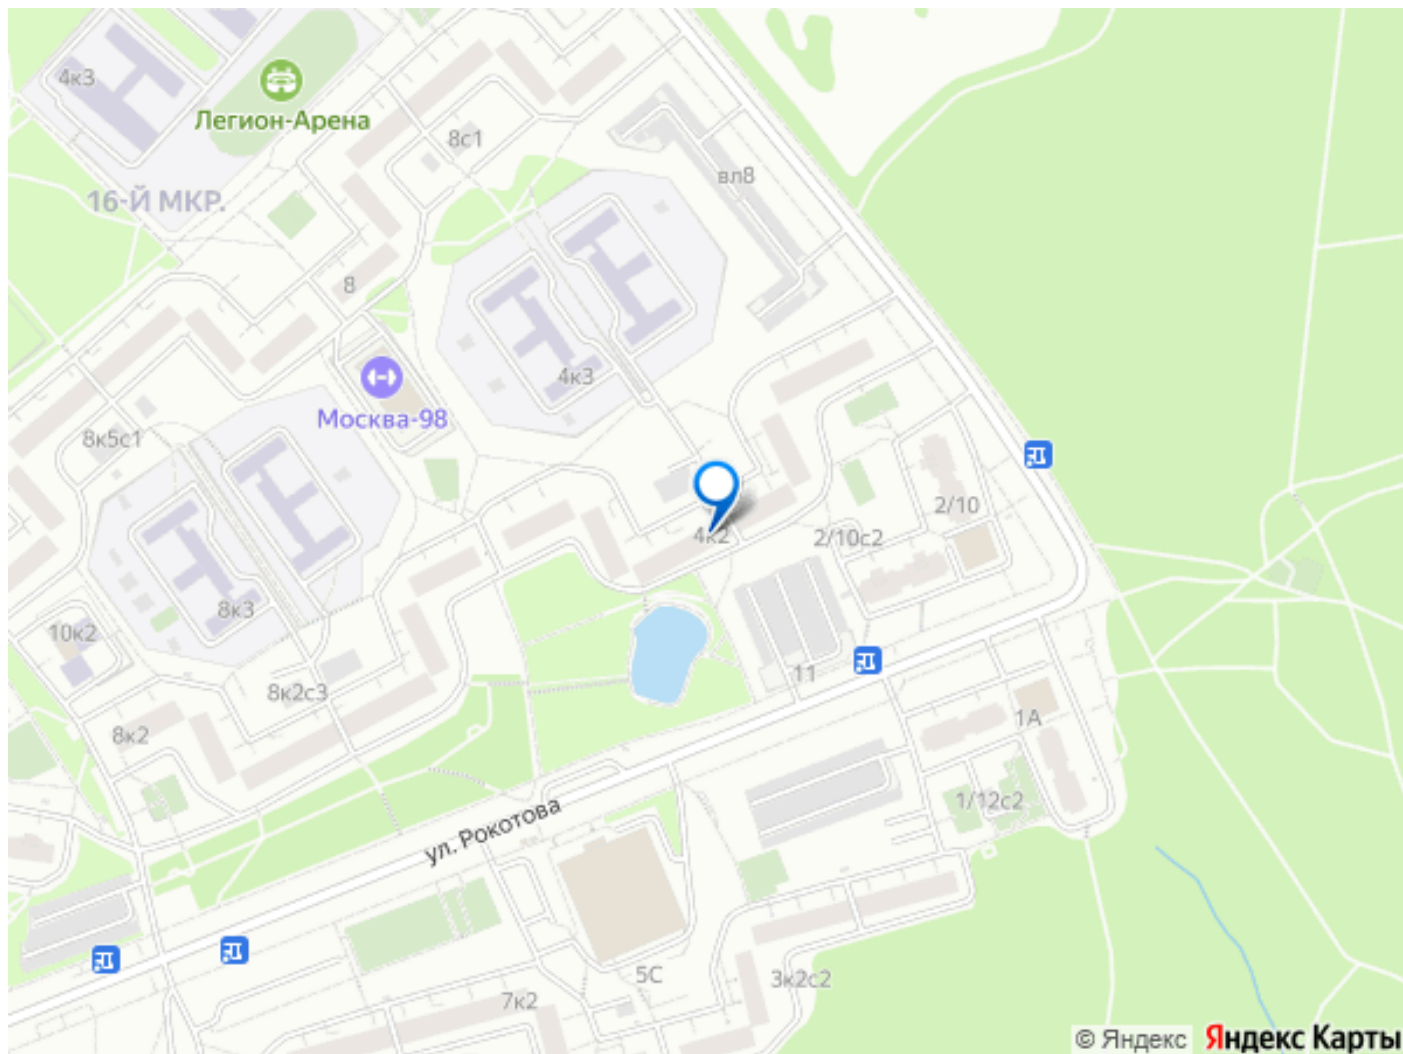 4к3
Легион-Арена
8с1
вл8
16-Й МКР.
8
4к3
Москва-98
8к5с1
2/10
4к2
2/10с2
8к3
10к2
11
8к2с3
1А
8к2
1/12с2
ул. Рокотова
5С
3к2с2
7к2
© Яндекс Яндекс Карты